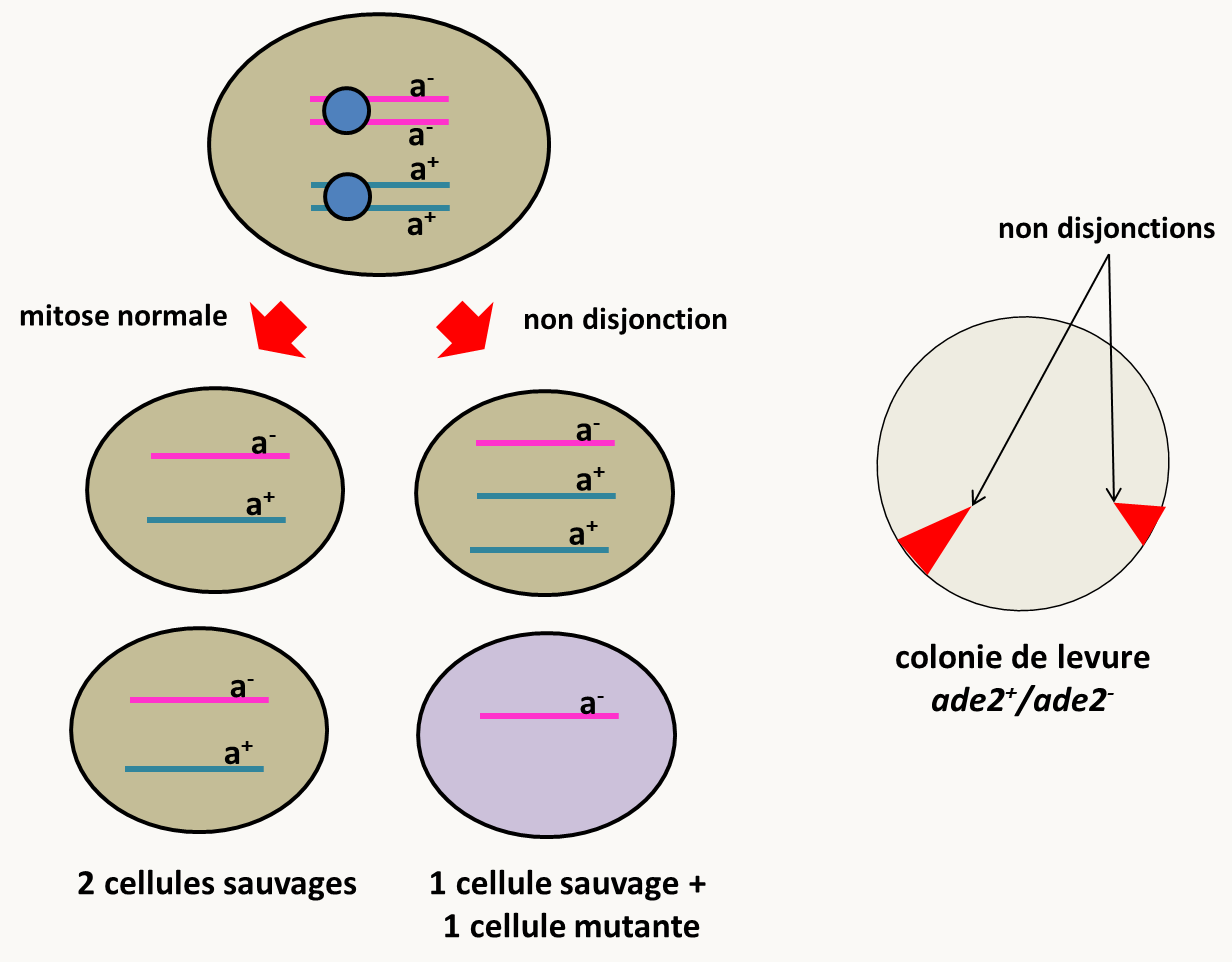 a⁻
a⁻
a⁺
a⁺
mitose normale
non disjonction
a⁻
a⁺
a⁻
a⁺
a⁺
a⁻
a⁺
a⁻
2 cellules sauvages
1 cellule sauvage +
1 cellule mutante
non disjonctions
colonie de levure
ade2⁺/ade2⁻